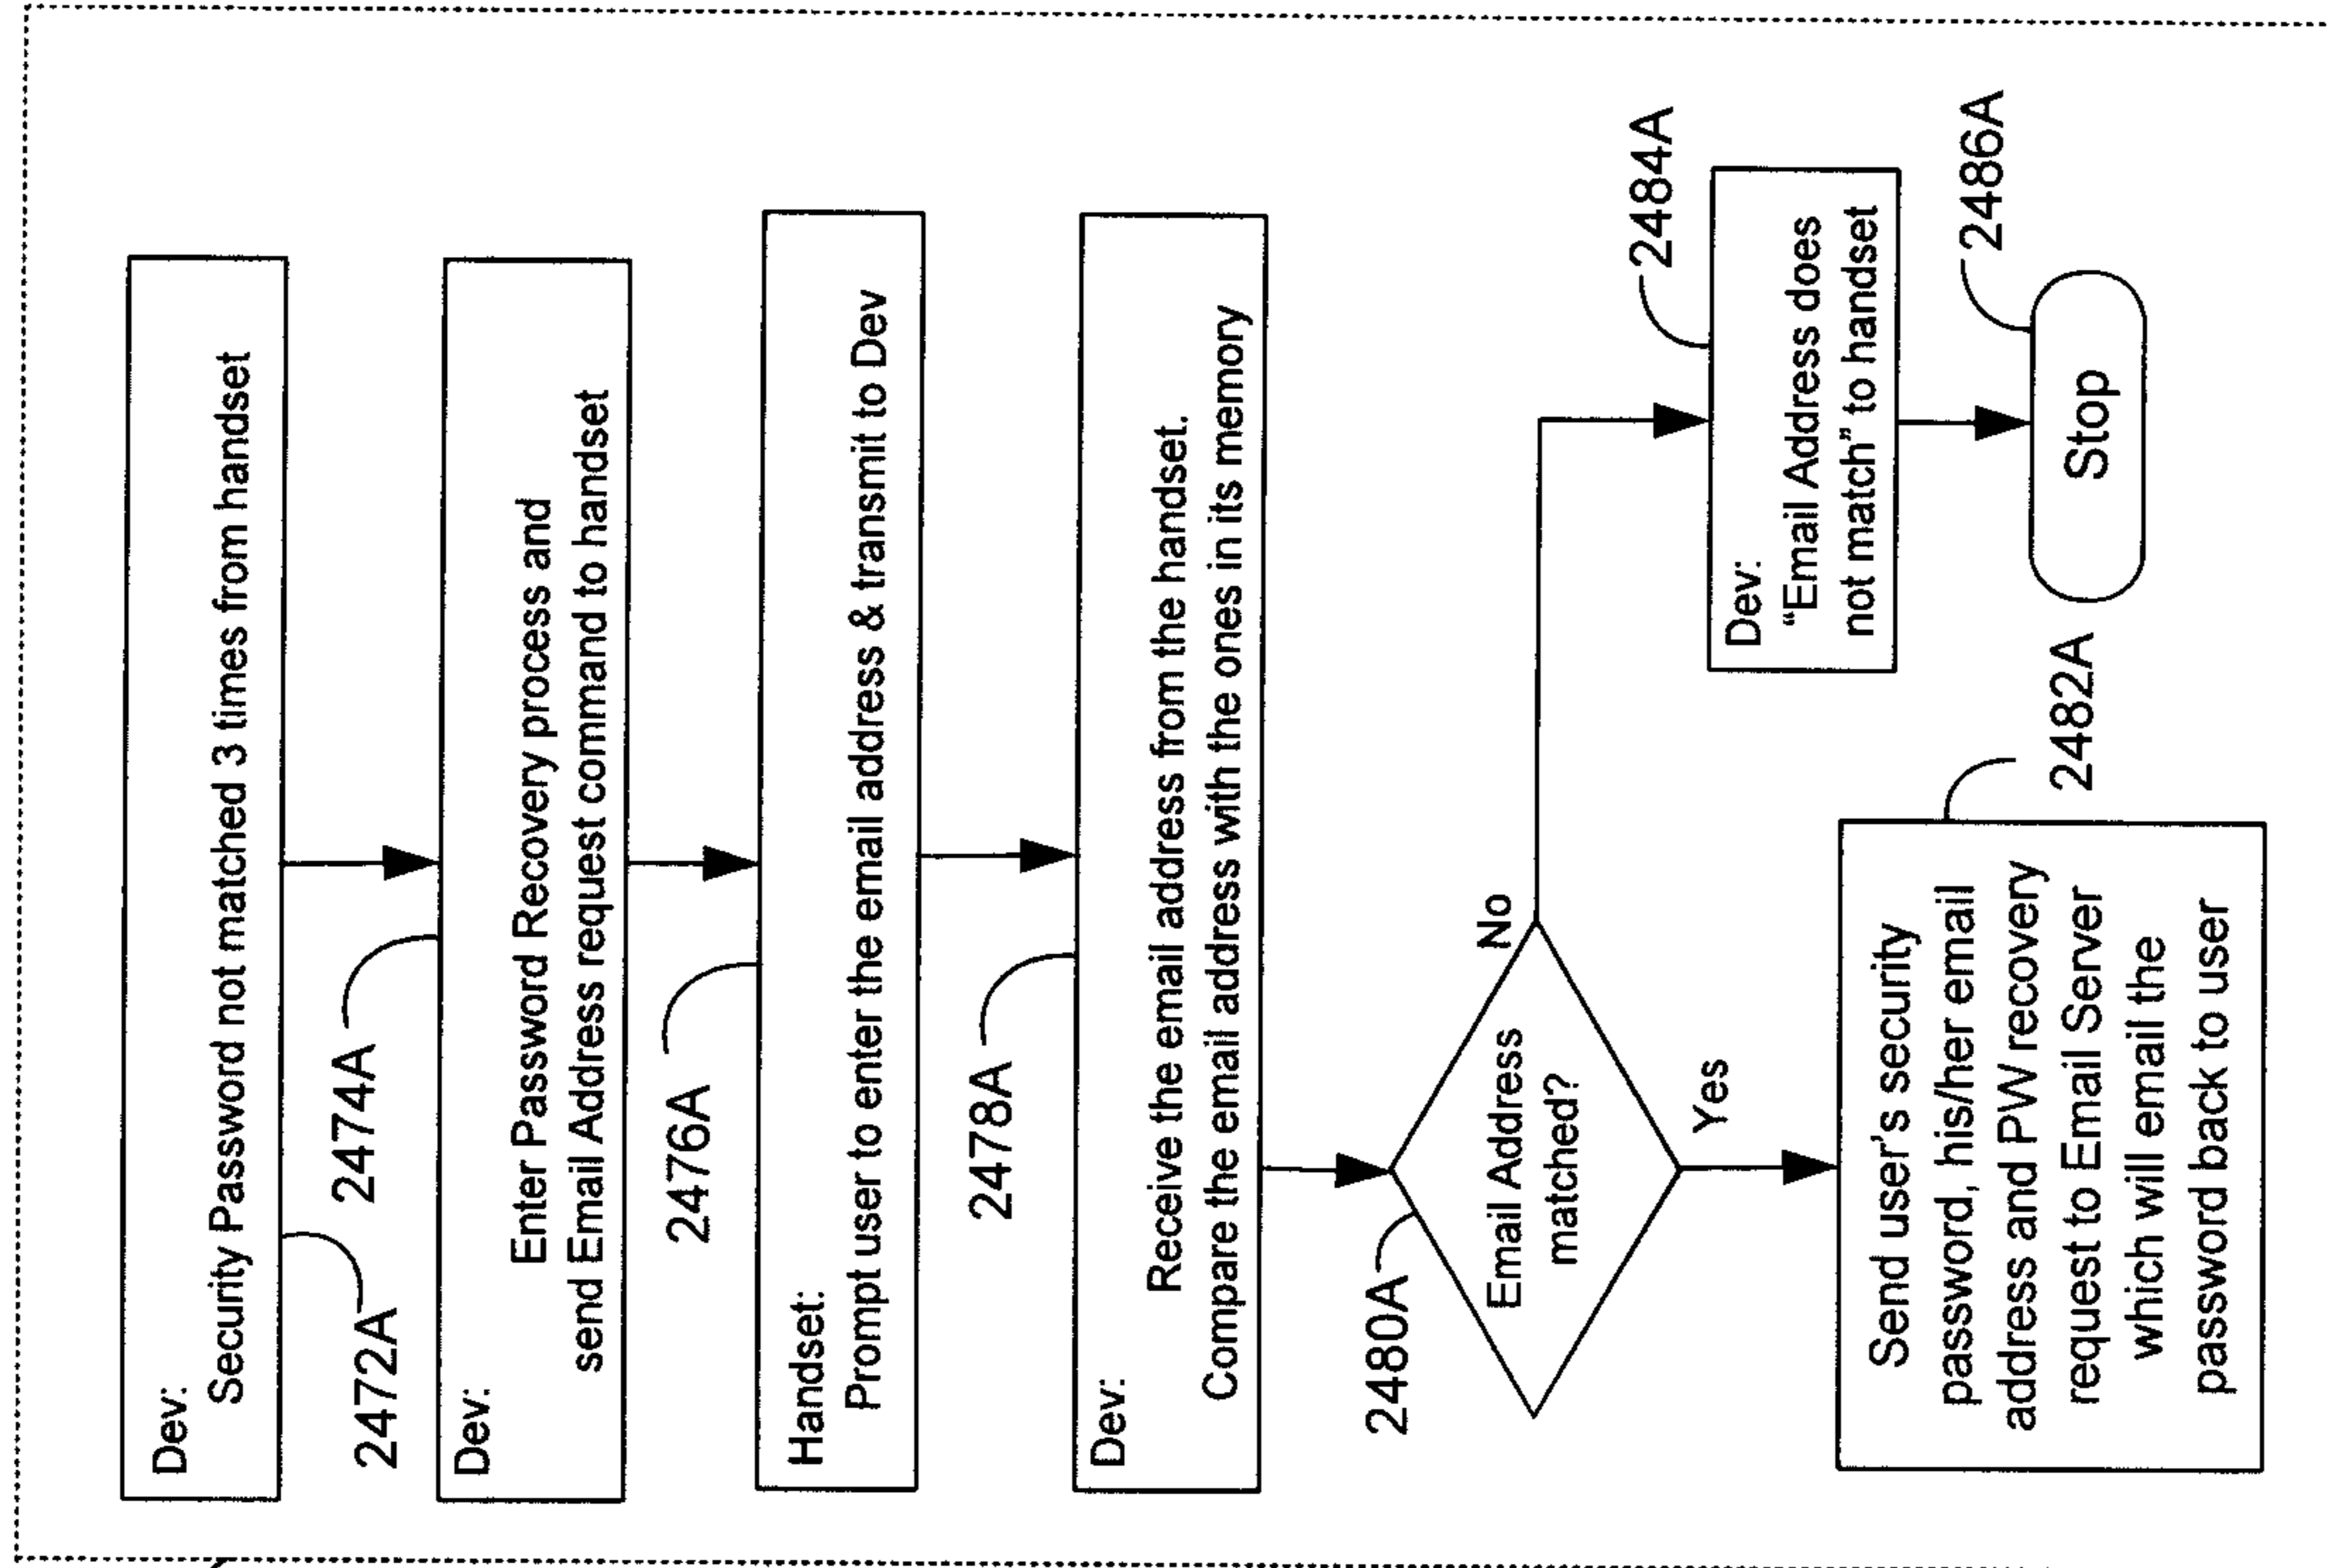 Dev:
Security Password not matched 3 times from handset
2472A
2474A
Dev:
Enter Password Recovery process and
send Email Address request command to handset
2476A
Handset:
Prompt user to enter the email address & transmit to Dev
2478A
Dev:
Receive the email address from the handset.
Compare the email address with the ones in its memory
2480A
Email Address
matched?
No
Yes
2484A
Dev:
“Email Address does
not match” to handset
2486A
Stop
2482A
Send user's security
password, his/her email
address and PW recovery
request to Email Server
which will email the
password back to user